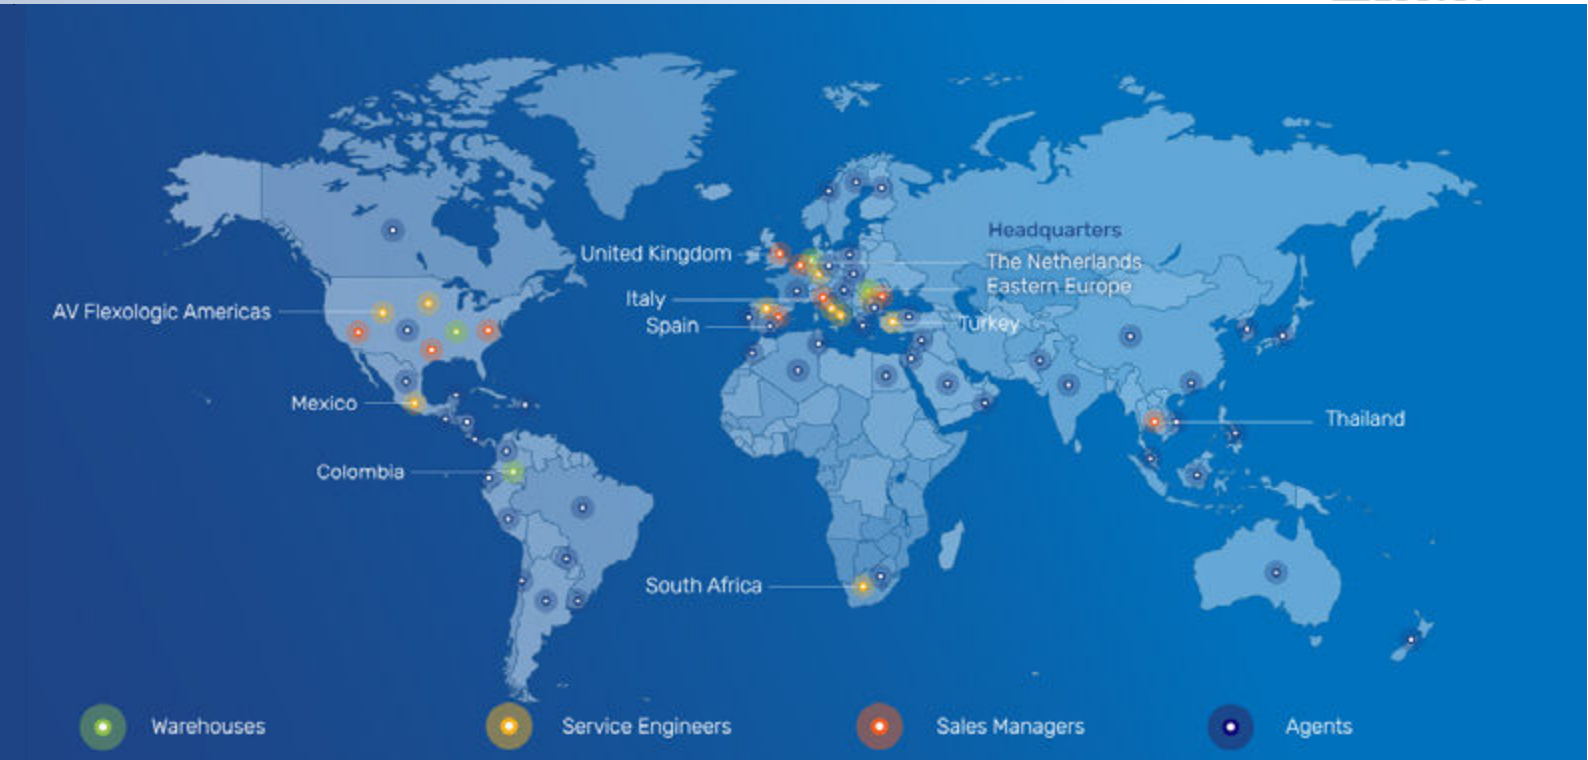 Headquarters
United Kingdom
The Netherlands
Eastern Europe
Italy
AV Flexologic Americas
Spain
Turkey
Mexico
Thailand
Colombia
South Africa
Warehouses
Service Engineers
Sales Managers
Agents